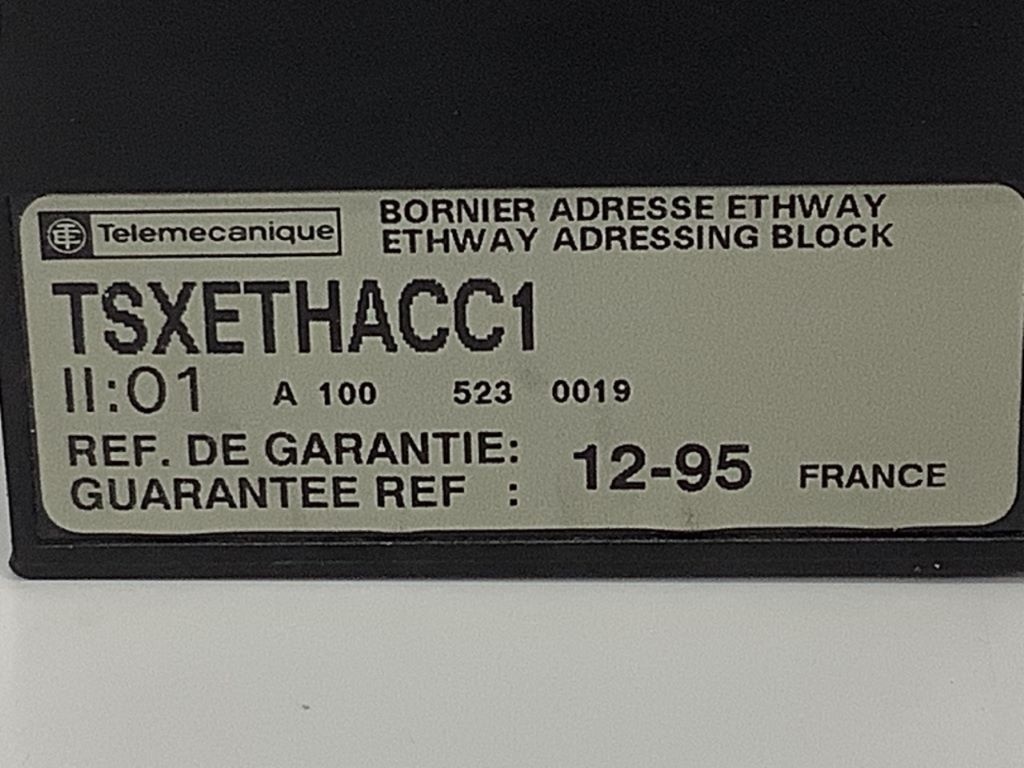 Telemecanique
BORNIER ADRESSE ETHWAY
ETHWAY ADRESSING BLOCK
TSXETHACC1
II:01 A 100 523 0019
REF. DE GARANTIE:
GUARANTEE REF :
12-95 FRANCE